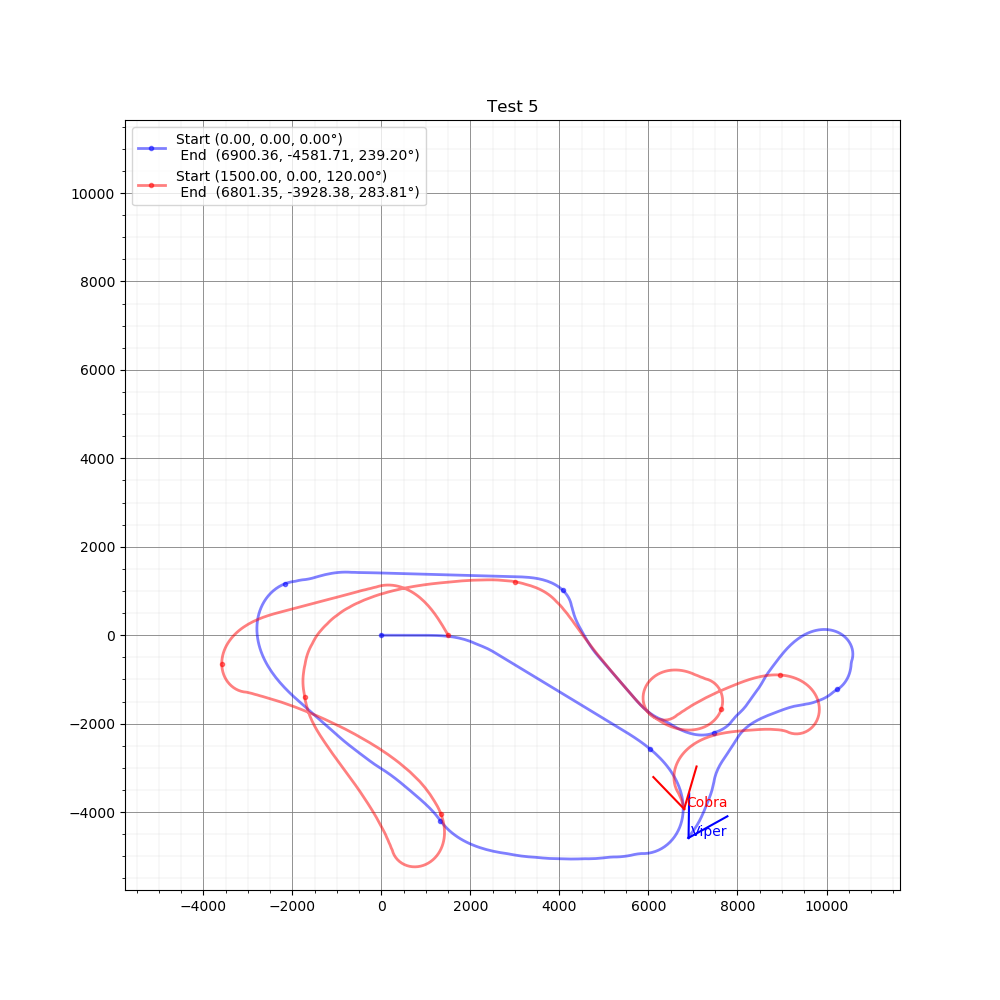 Test 5
Start (0.00, 0.00, 0.00°)
End (6900.36, -4581.71, 239.20°)
Start (1500.00, 0.00, 120.00°)
End (6801.35, -3928.38, 283.81°)
10000
8000
6000
4000
2000
0
−2000
−4000
Cobra
Viper
−4000 −2000 0 2000 4000 6000 8000 10000